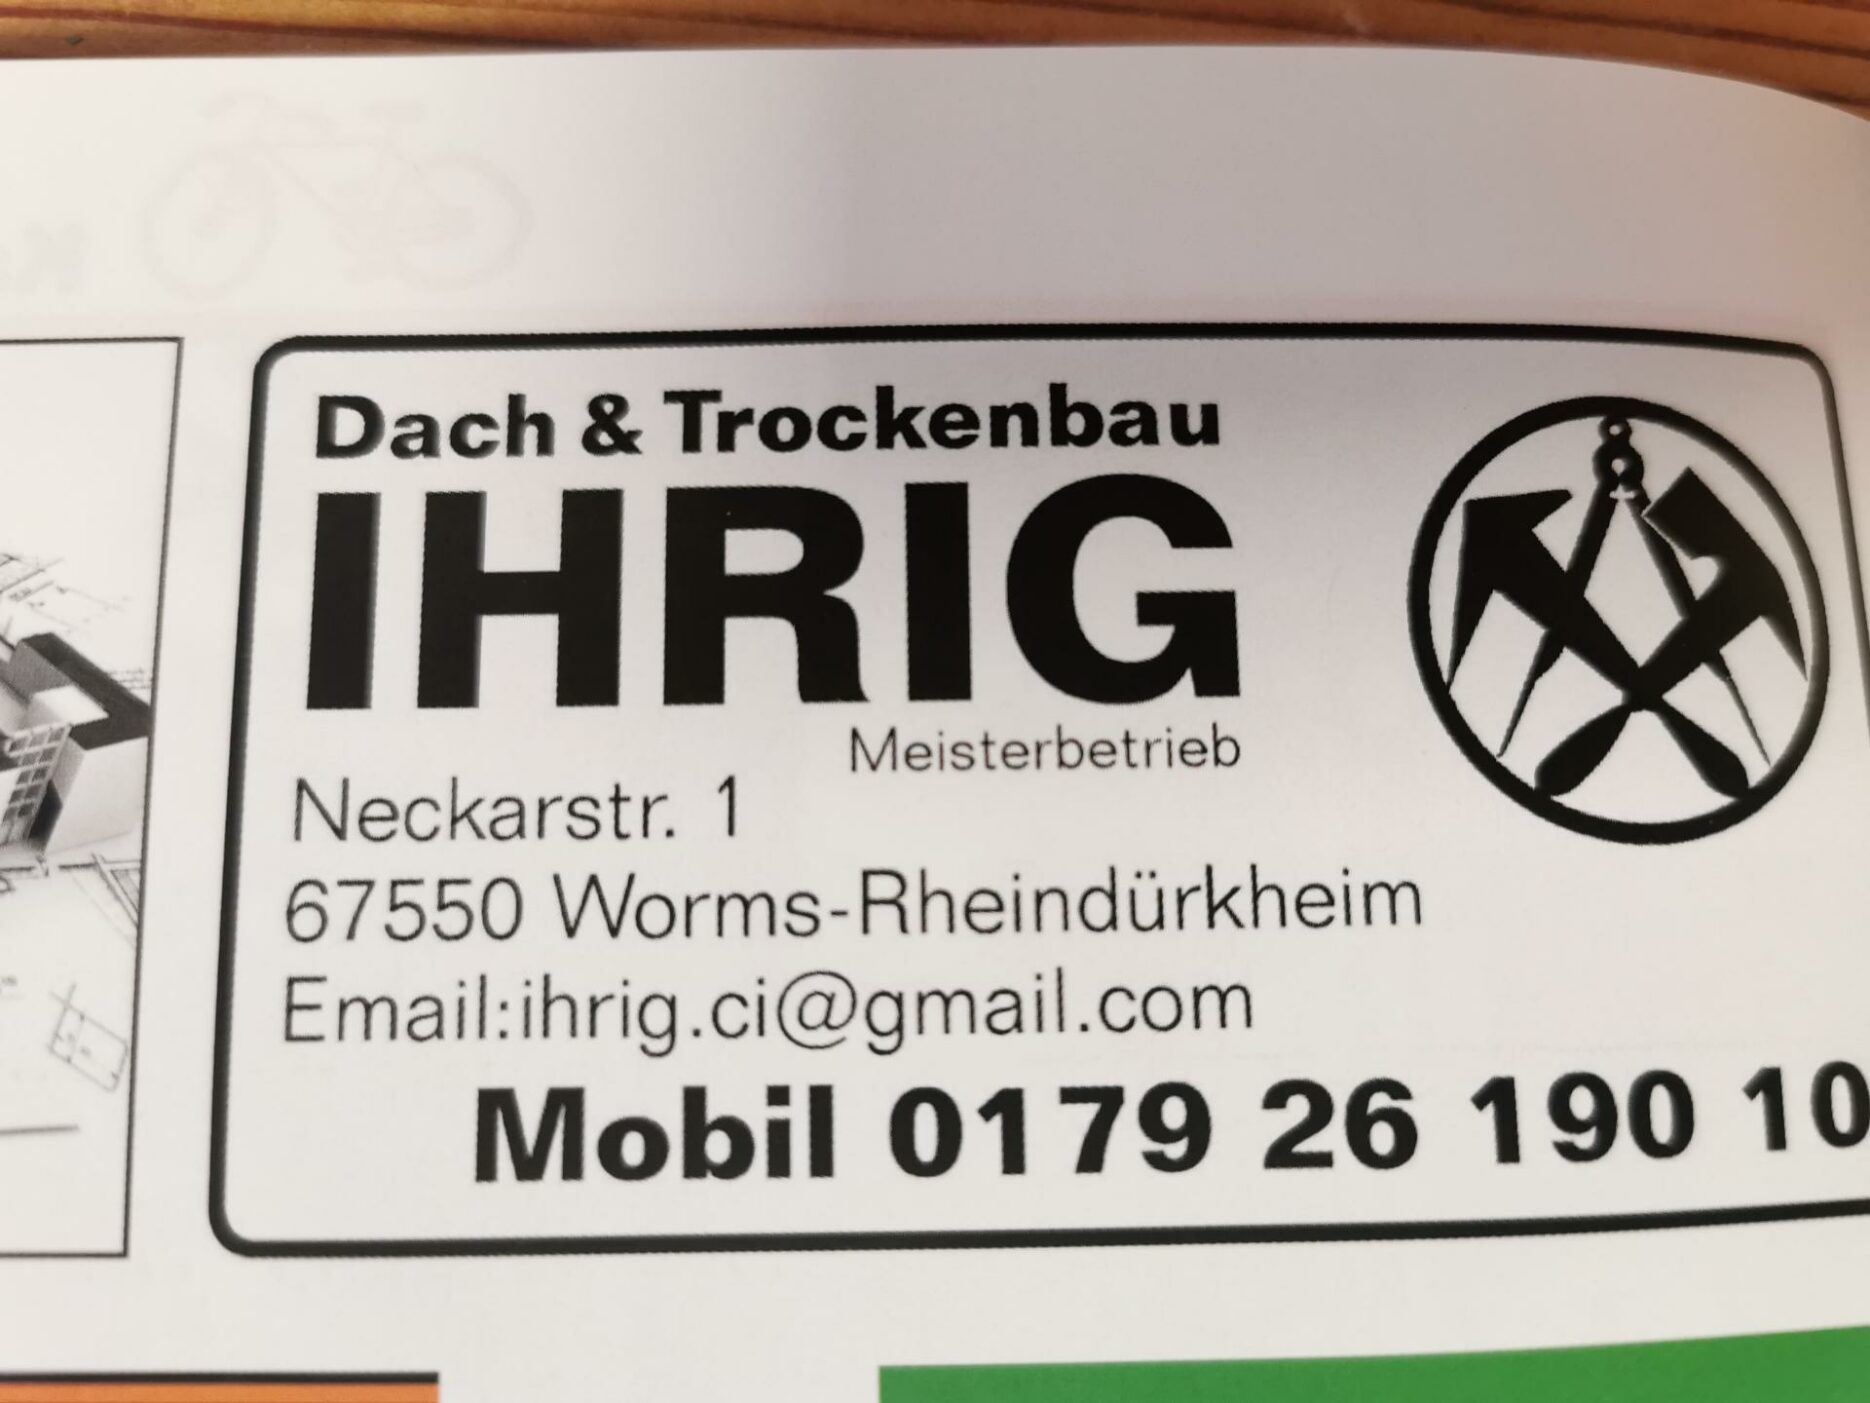 Dach & Trockenbau
IHRIG
Meisterbetrieb
Neckarstr. 1
67550 Worms-Rheindürkheim
Email:ihrig.ci@gmail.com
Mobil 0179 26 190 10